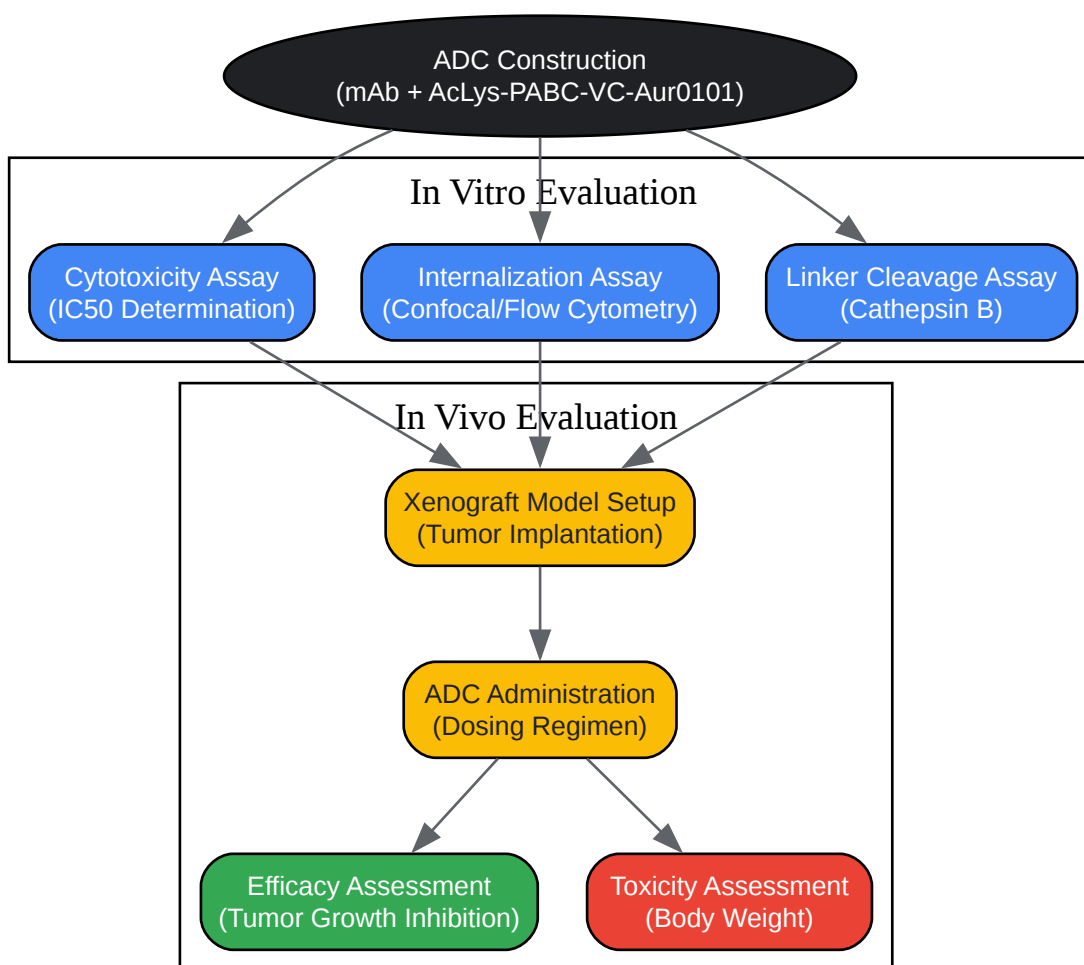 ADC Construction
(mAb + AcLys-PABC-VC-Aur0101)
In Vitro Evaluation
Cytotoxicity Assay
(IC50 Determination)
Internalization Assay
(Confocal/Flow Cytometry)
Linker Cleavage Assay
(Cathepsin B)
In Vivo Evaluation
Xenograft Model Setup
(Tumor Implantation)
ADC Administration
(Dosing Regimen)
Efficacy Assessment
(Tumor Growth Inhibition)
Toxicity Assessment
(Body Weight)